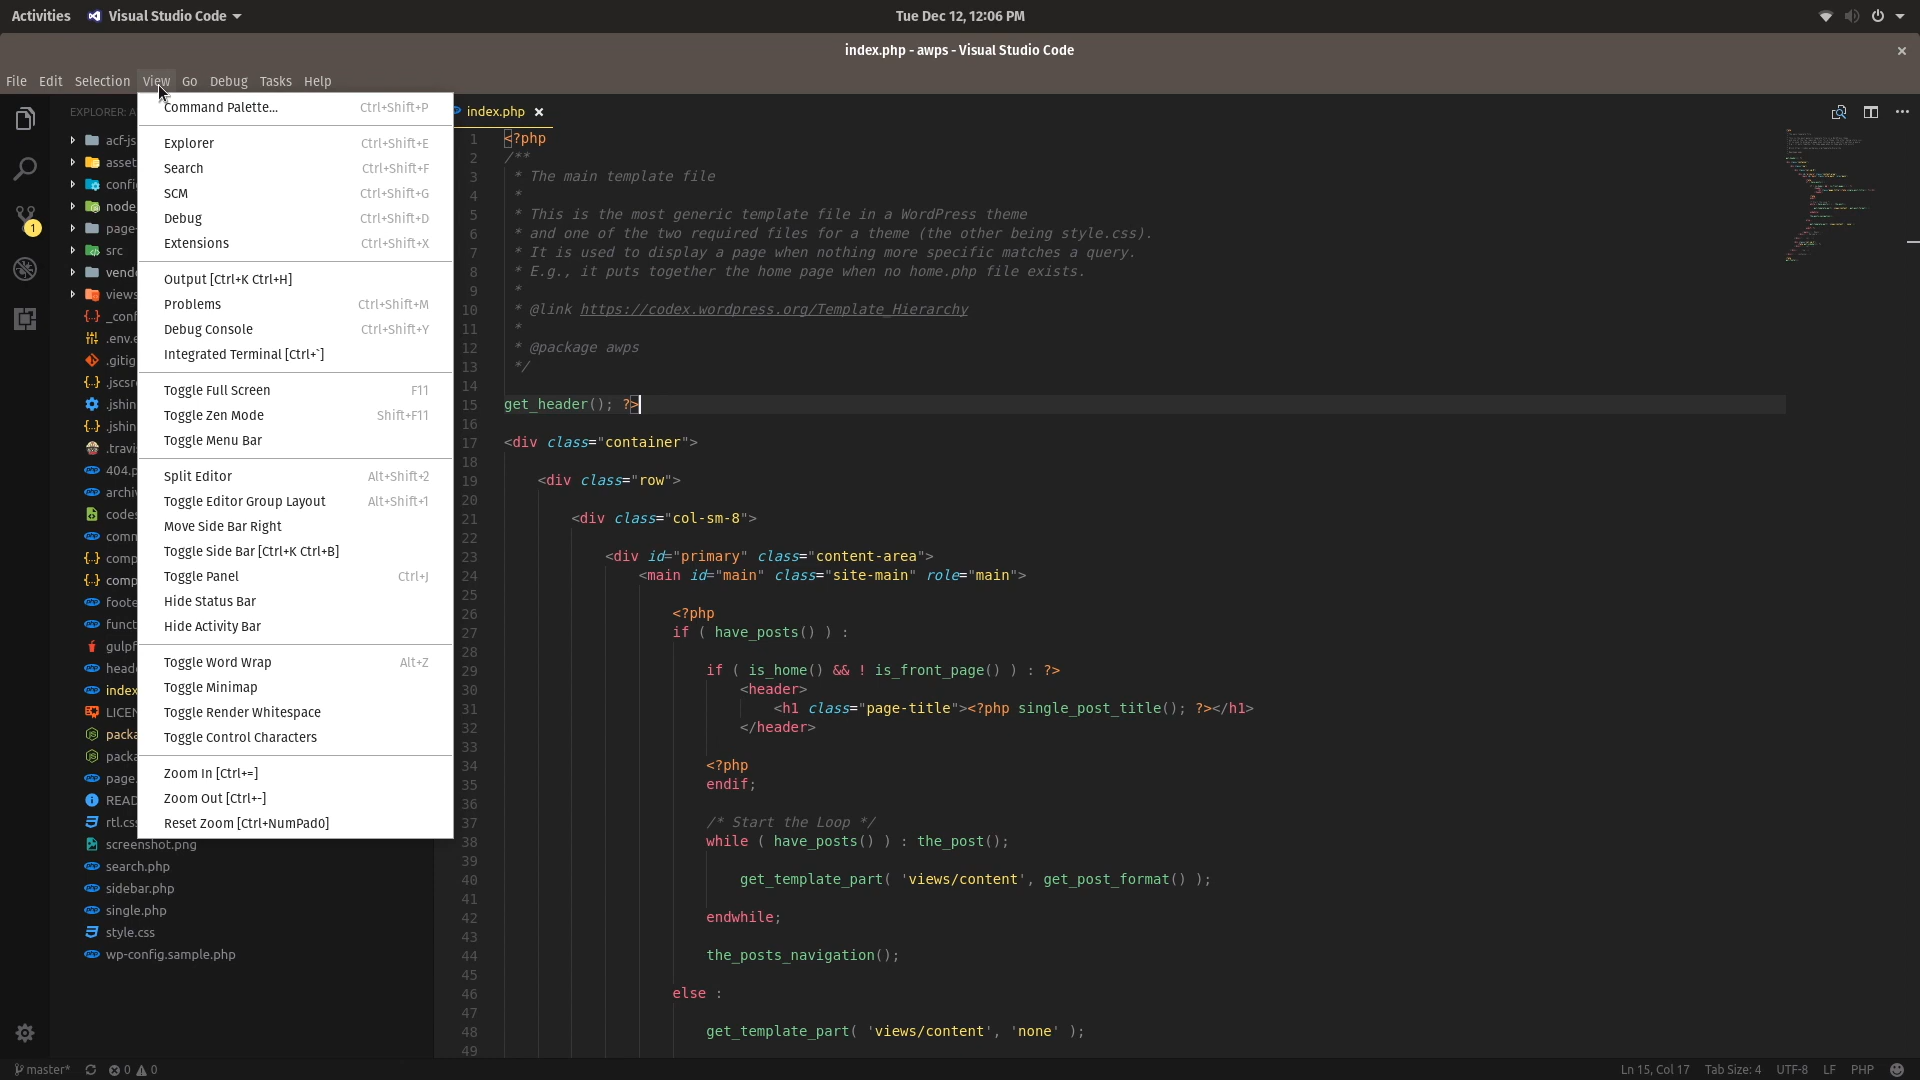 Activities Visual Studio Code Tue Dec 12, 12:06 PM
index.php - awps - Visual Studio Code
File Edit Selection View Go Debug Tasks Help
Command Palette... Ctrl+Shift+P
Explorer Ctrl+Shift+E
Search Ctrl+Shift+F
SCM Ctrl+Shift+G
Debug Ctrl+Shift+D
Extensions Ctrl+Shift+X
Output [Ctrl+K Ctrl+H]
Problems Ctrl+Shift+M
Debug Console Ctrl+Shift+Y
Integrated Terminal [Ctrl+`]
Toggle Full Screen F11
Toggle Zen Mode Shift+F11
Toggle Menu Bar
Split Editor Alt+Shift+2
Toggle Editor Group Layout Alt+Shift+1
Move Side Bar Right
Toggle Side Bar [Ctrl+K Ctrl+B]
Toggle Panel Ctrl+J
Hide Status Bar
Hide Activity Bar
Toggle Word Wrap Alt+Z
Toggle Minimap
Toggle Render Whitespace
Toggle Control Characters
Zoom In [Ctrl+=]
Zoom Out [Ctrl+-]
Reset Zoom [Ctrl+NumPad0]
EXPLORER: A
acf-js
asset
confi
node
page-
src
vend
views
_conf
.env.e
.gitig
.jscsr
.jshin
.jshin
.travi
404.p
archi
codes
comm
comp
comp
foote
funct
gulpf
heade
index
LICEN
packa
packa
page.
READ
rtl.css
screenshot.png
search.php
sidebar.php
single.php
style.css
wp-config.sample.php
1
index.php
1 <?php
2 /**
3 * The main template file
4 *
5 * This is the most generic template file in a WordPress theme
6 * and one of the two required files for a theme (the other being style.css).
7 * It is used to display a page when nothing more specific matches a query.
8 * E.g., it puts together the home page when no home.php file exists.
9 *
10 * @link https://codex.wordpress.org/Template_Hierarchy
11 *
12 * @package awps
13 */
14
15 get_header(); ?>
16
17 <div class="container">
18
19 <div class="row">
20
21 <div class="col-sm-8">
22
23 <div id="primary" class="content-area">
24 <main id="main" class="site-main" role="main">
25
26 <?php
27 if ( have_posts() ) :
28
29 if ( is_home() && ! is_front_page() ) : ?>
30 <header>
31 <h1 class="page-title"><?php single_post_title(); ?></h1>
32 </header>
33
34 <?php
35 endif;
36
37 /* Start the Loop */
38 while ( have_posts() ) : the_post();
39
40 get_template_part( 'views/content', get_post_format() );
41
42 endwhile;
43
44 the_posts_navigation();
45
46 else :
47
48 get_template_part( 'views/content', 'none' );
49
master* 0 0 Ln 15, Col 17 Tab Size: 4 UTF-8 LF PHP